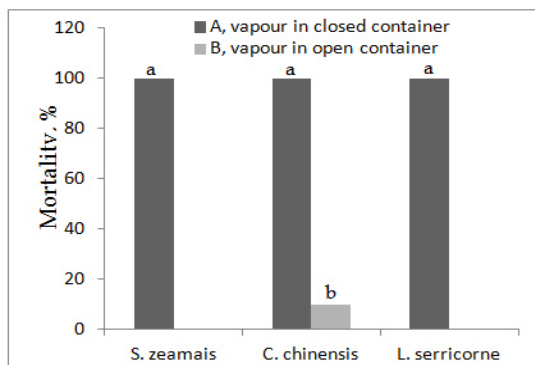 A, vapour in closed container
B, vapour in open container
120
100
80
60
40
20
0
Mortality, %
a
a
a
b
S. zeamais
C. chinensis
L. serricorne